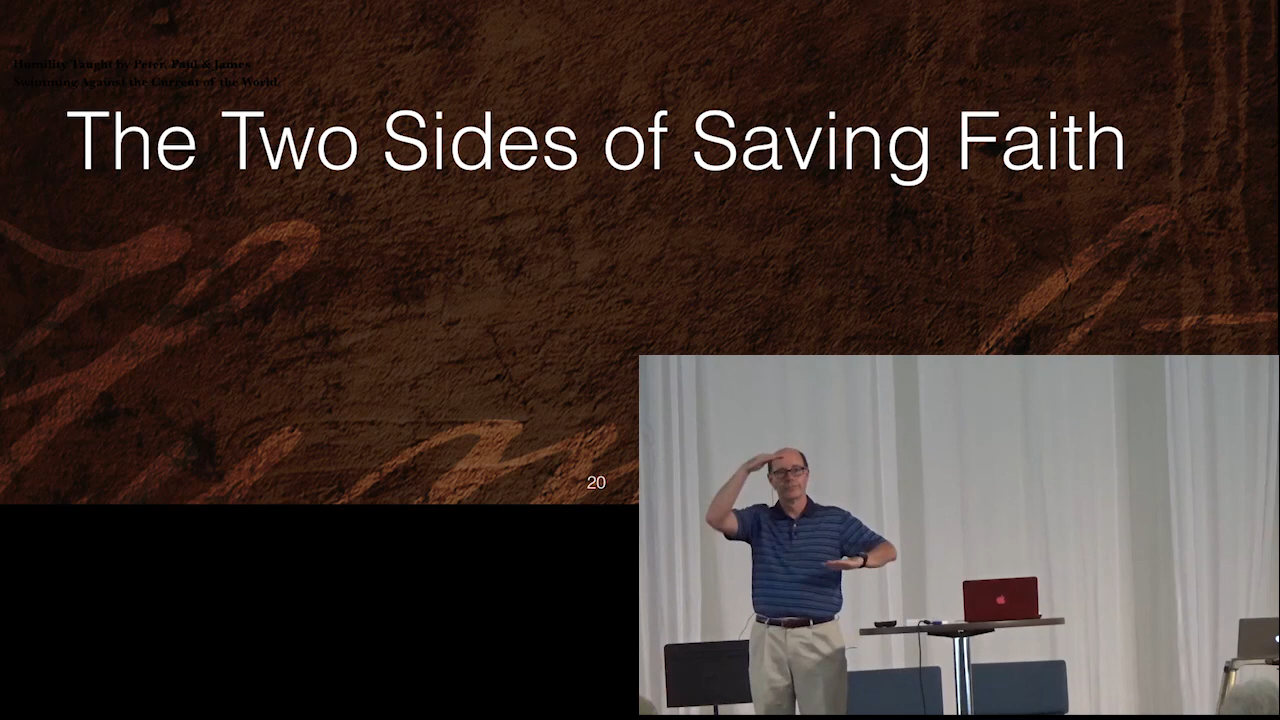 Humility Taught by Peter, Paul & James
Swimming Against the Current of the World
The Two Sides of Saving Faith
20